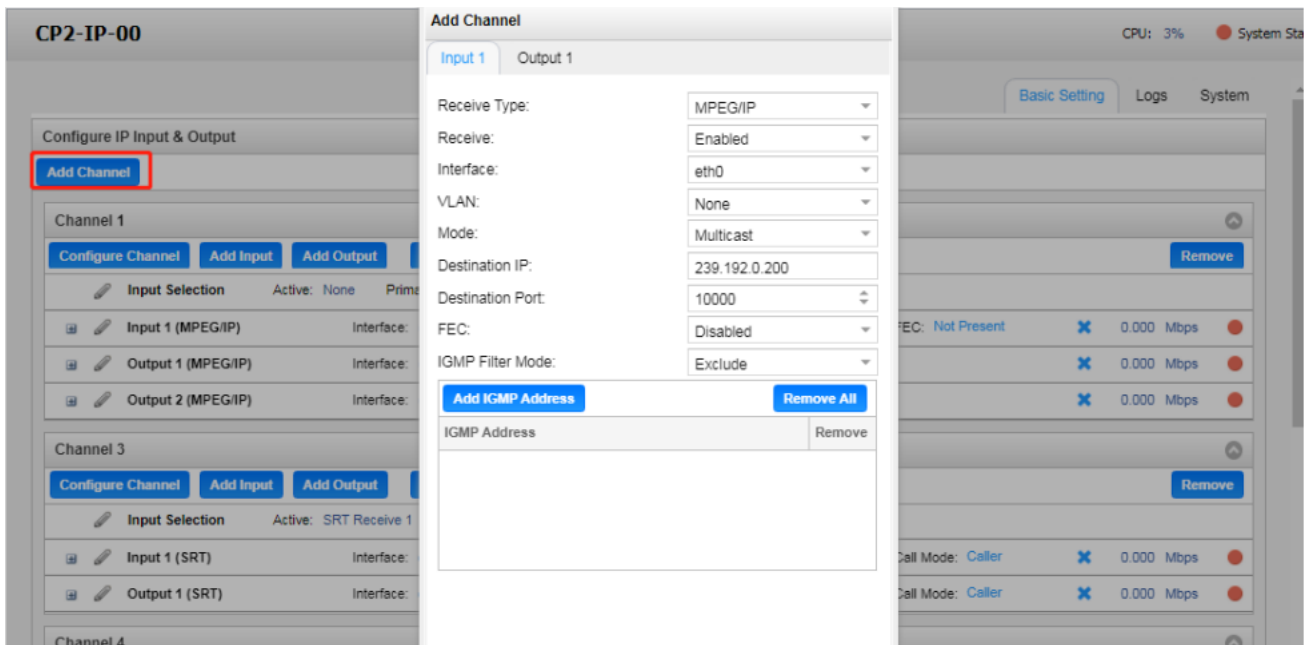 CP2-IP-00
CPU: 3%
System Sta
Basic Setting
Logs
System
Configure IP Input & Output
Add Channel
Channel 1
Configure Channel
Add Input
Add Output
Remove
Input Selection
Active: None
Prima
Input 1 (MPEG/IP)
Interface:
FEC: Not Present
0.000 Mbps
Output 1 (MPEG/IP)
Interface:
0.000 Mbps
Output 2 (MPEG/IP)
Interface:
0.000 Mbps
Channel 3
Configure Channel
Add Input
Add Output
Remove
Input Selection
Active: SRT Receive 1
Input 1 (SRT)
Interface:
Call Mode: Caller
0.000 Mbps
Output 1 (SRT)
Interface:
Call Mode: Caller
0.000 Mbps
Channel 4
Add Channel
Input 1
Output 1
Receive Type: MPEG/IP
Receive: Enabled
Interface: eth0
VLAN: None
Mode: Multicast
Destination IP: 239.192.0.200
Destination Port: 10000
FEC: Disabled
IGMP Filter Mode: Exclude
Add IGMP Address
Remove All
IGMP Address
Remove